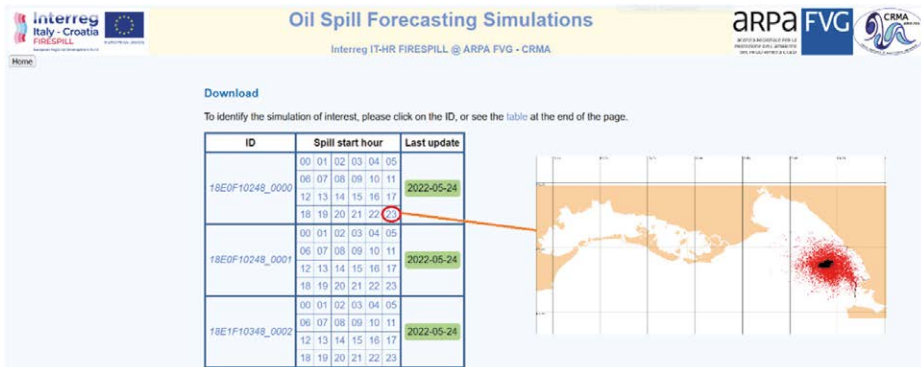 Interreg
Italy - Croatia
FIRESPILL
Oil Spill Forecasting Simulations
Interreg IT-HR FIRESPILL @ ARPA FVG - CRMA
arpa FVG
CRMA
Home
Download
To identify the simulation of interest, please click on the ID, or see the table at the end of the page.
ID Spill start hour Last update
18E0F10248_0000
00 01 02 03 04 05
06 07 08 09 10 11
12 13 14 15 16 17
18 19 20 21 22 23
2022-05-24
18E0F10248_0001
00 01 02 03 04 05
06 07 08 09 10 11
12 13 14 15 16 17
18 19 20 21 22 23
2022-05-24
18E1F10348_0002
00 01 02 03 04 05
06 07 08 09 10 11
12 13 14 15 16 17
18 19 20 21 22 23
2022-05-24